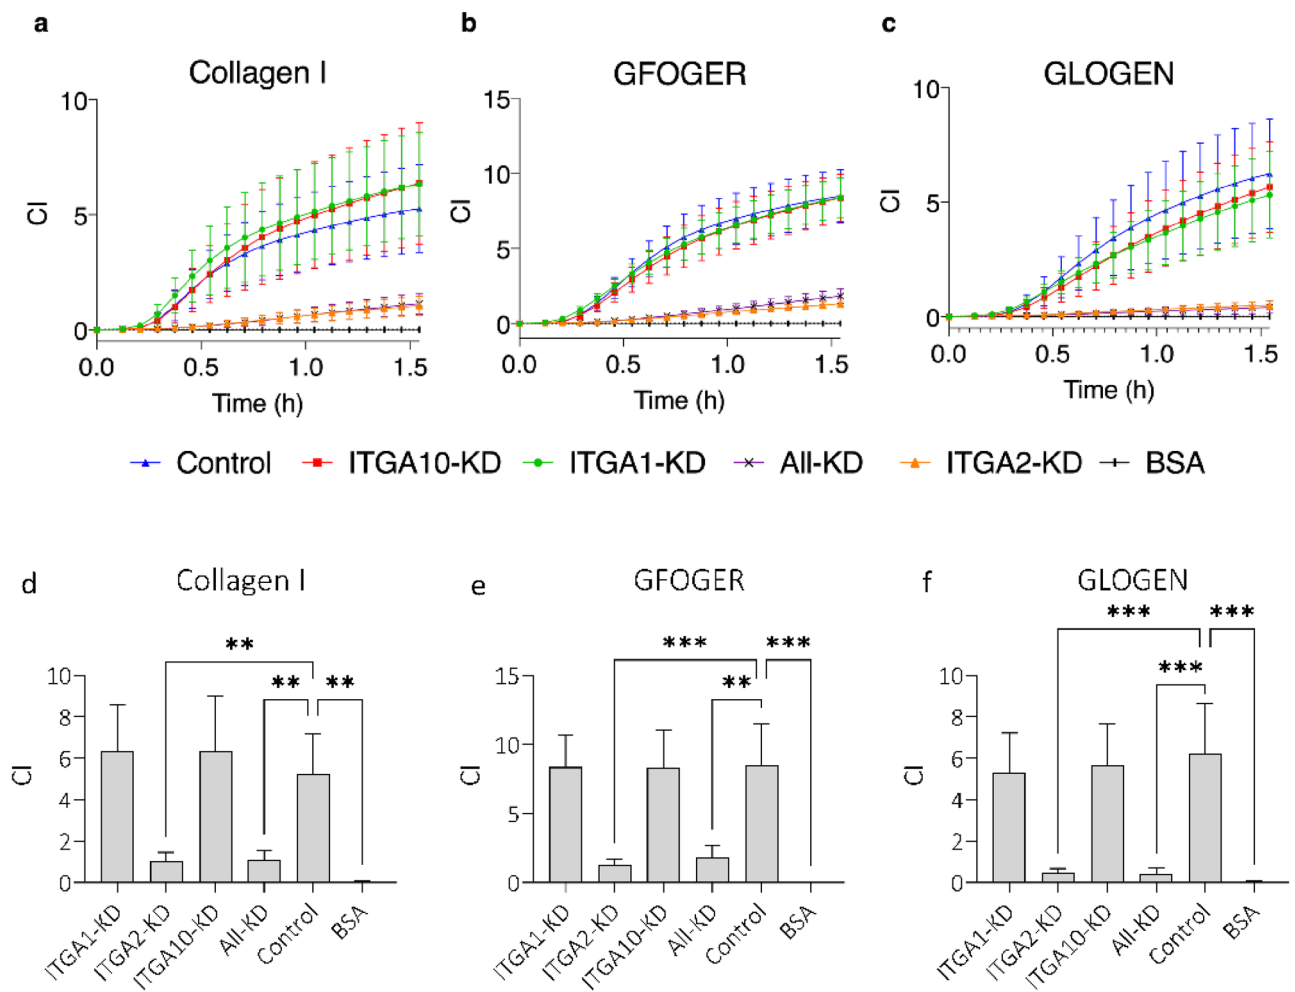 a
b
c
Collagen I
GFOGER
GLOGEN
10
5
0
CI
0.0 0.5 1.0 1.5
Time (h)
15
10
5
0
CI
0.0 0.5 1.0 1.5
Time (h)
10
5
0
CI
0.0 0.5 1.0 1.5
Time (h)
Control ITGA10-KD ITGA1-KD All-KD ITGA2-KD BSA
d
Collagen I
** 
** **
10
8
6
4
2
0
CI
ITGA1-KD
ITGA2-KD
ITGA10-KD
All-KD
Control
BSA
e
GFOGER
*** ***
**
15
10
5
0
CI
ITGA1-KD
ITGA2-KD
ITGA10-KD
All-KD
Control
BSA
f
GLOGEN
*** ***
***
10
8
6
4
2
0
CI
ITGA1-KD
ITGA2-KD
ITGA10-KD
All-KD
Control
BSA